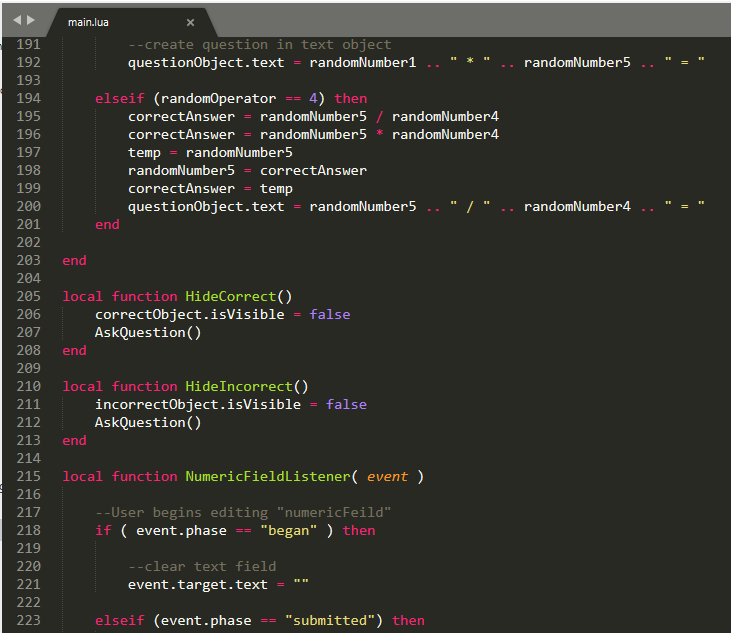 main.lua ×
191 --create question in text object
192 questionObject.text = randomNumber1 .. " * " .. randomNumber5 .. " = "
193
194 elseif (randomOperator == 4) then
195 correctAnswer = randomNumber5 / randomNumber4
196 correctAnswer = randomNumber5 * randomNumber4
197 temp = randomNumber5
198 randomNumber5 = correctAnswer
199 correctAnswer = temp
200 questionObject.text = randomNumber5 .. " / " .. randomNumber4 .. " = "
201 end
202
203 end
204
205 local function HideCorrect()
206 correctObject.isVisible = false
207 AskQuestion()
208 end
209
210 local function HideIncorrect()
211 incorrectObject.isVisible = false
212 AskQuestion()
213 end
214
215 local function NumericFieldListener( event )
216
217 --User begins editing "numericFeild"
218 if ( event.phase == "began" ) then
219
220 --clear text field
221 event.target.text = ""
222
223 elseif (event.phase == "submitted") then